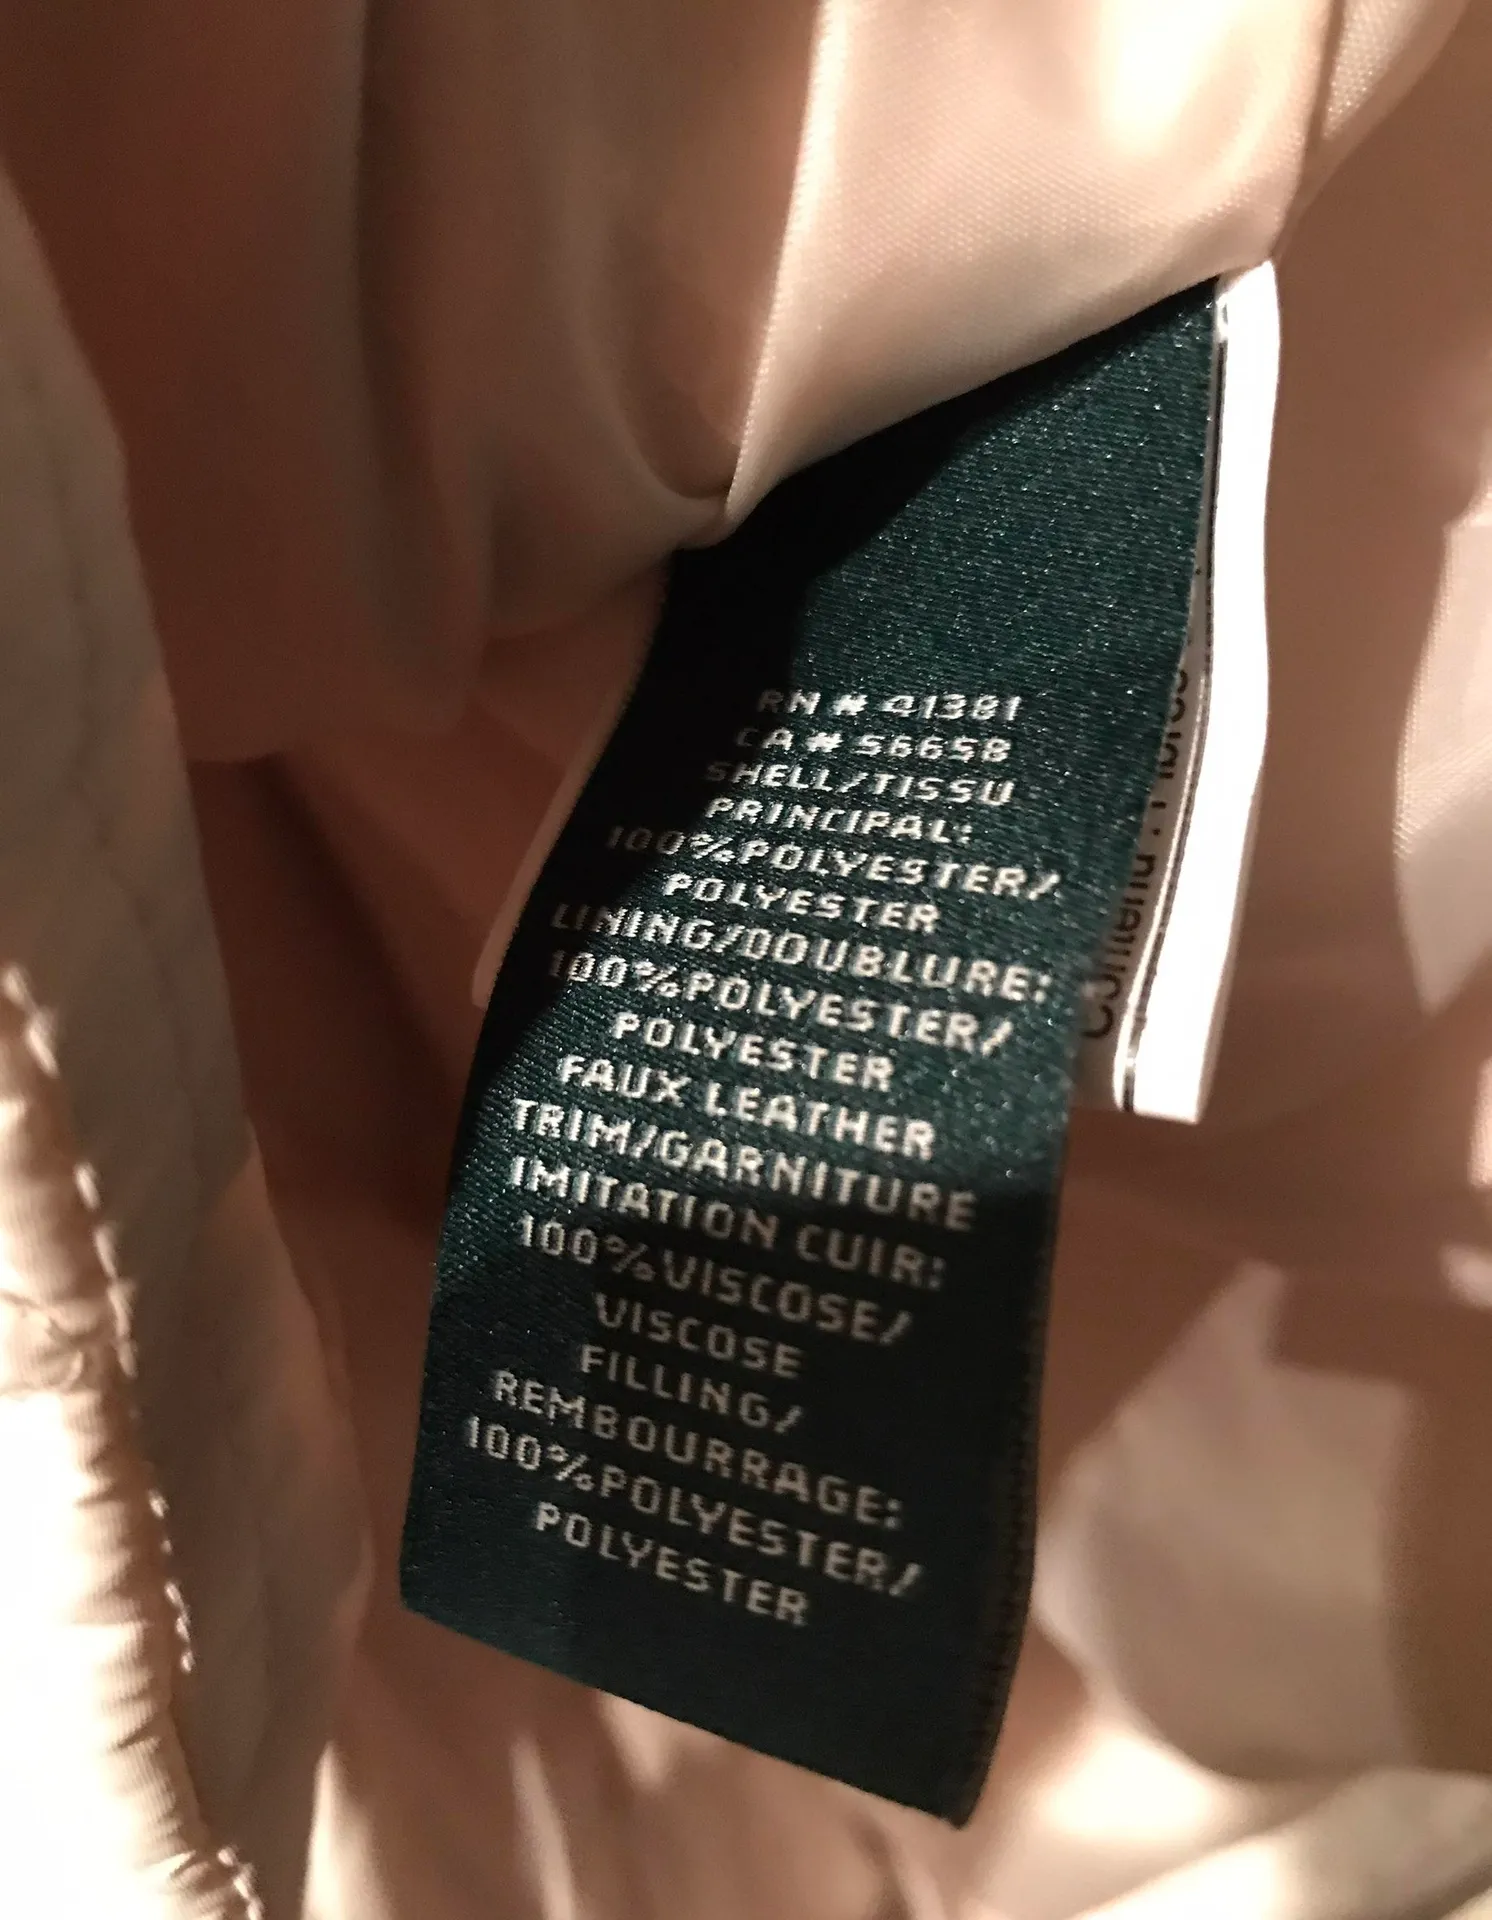 RN # 41381
CA# 56658
SHELL/TISSU
PRINCIPAL:
100%POLYESTER/
POLYESTER
LINING/DOUBLURE:
100%POLYESTER/
POLYESTER
FAUX LEATHER
TRIM/GARNITURE
IMITATION CUIR:
100%VISCOSE/
VISCOSE
FILLING/
REMBOURRAGE:
100%POLYESTER/
POLYESTER